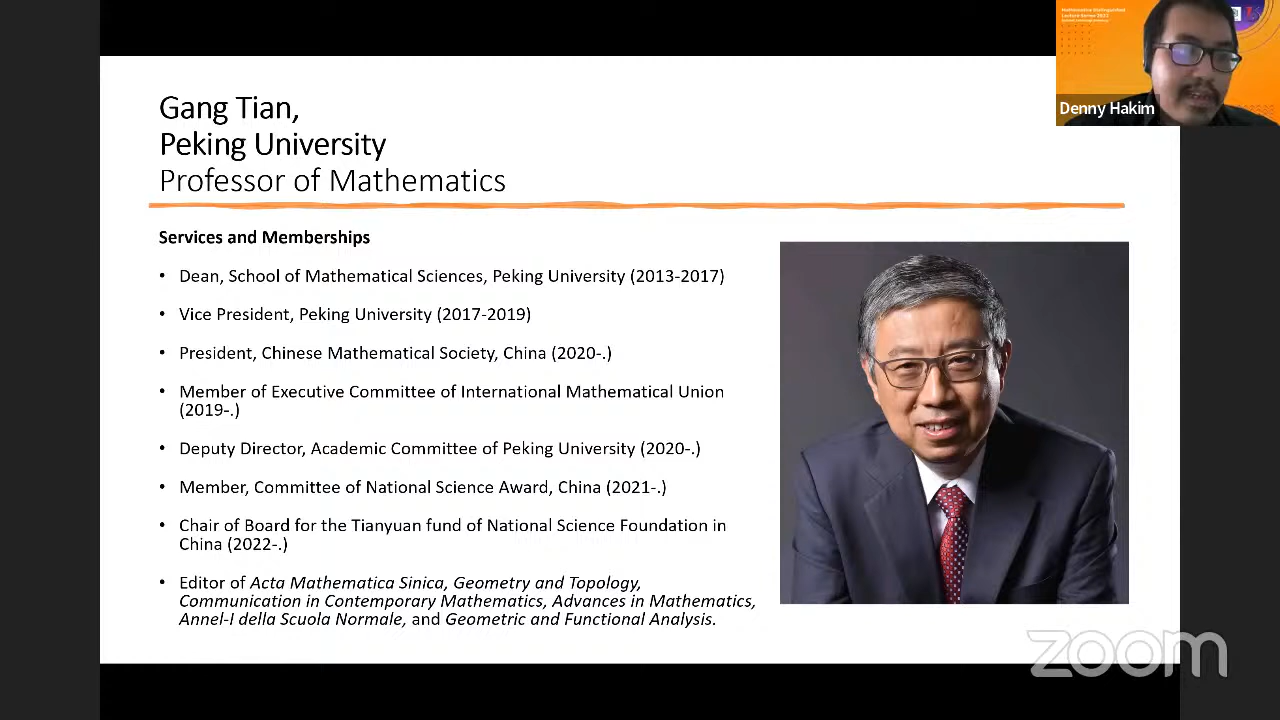 Gang Tian,
Peking University
Professor of Mathematics
Services and Memberships
• Dean, School of Mathematical Sciences, Peking University (2013-2017)
• Vice President, Peking University (2017-2019)
• President, Chinese Mathematical Society, China (2020-.)
• Member of Executive Committee of International Mathematical Union
(2019-.)
• Deputy Director, Academic Committee of Peking University (2020-.)
• Member, Committee of National Science Award, China (2021-.)
• Chair of Board for the Tianyuan fund of National Science Foundation in
China (2022-.)
• Editor of Acta Mathematica Sinica, Geometry and Topology,
Communication in Contemporary Mathematics, Advances in Mathematics,
Annel-I della Scuola Normale, and Geometric and Functional Analysis.
Mathematics Distinguished
Lecture Series 2022
Denny Hakim
zoom